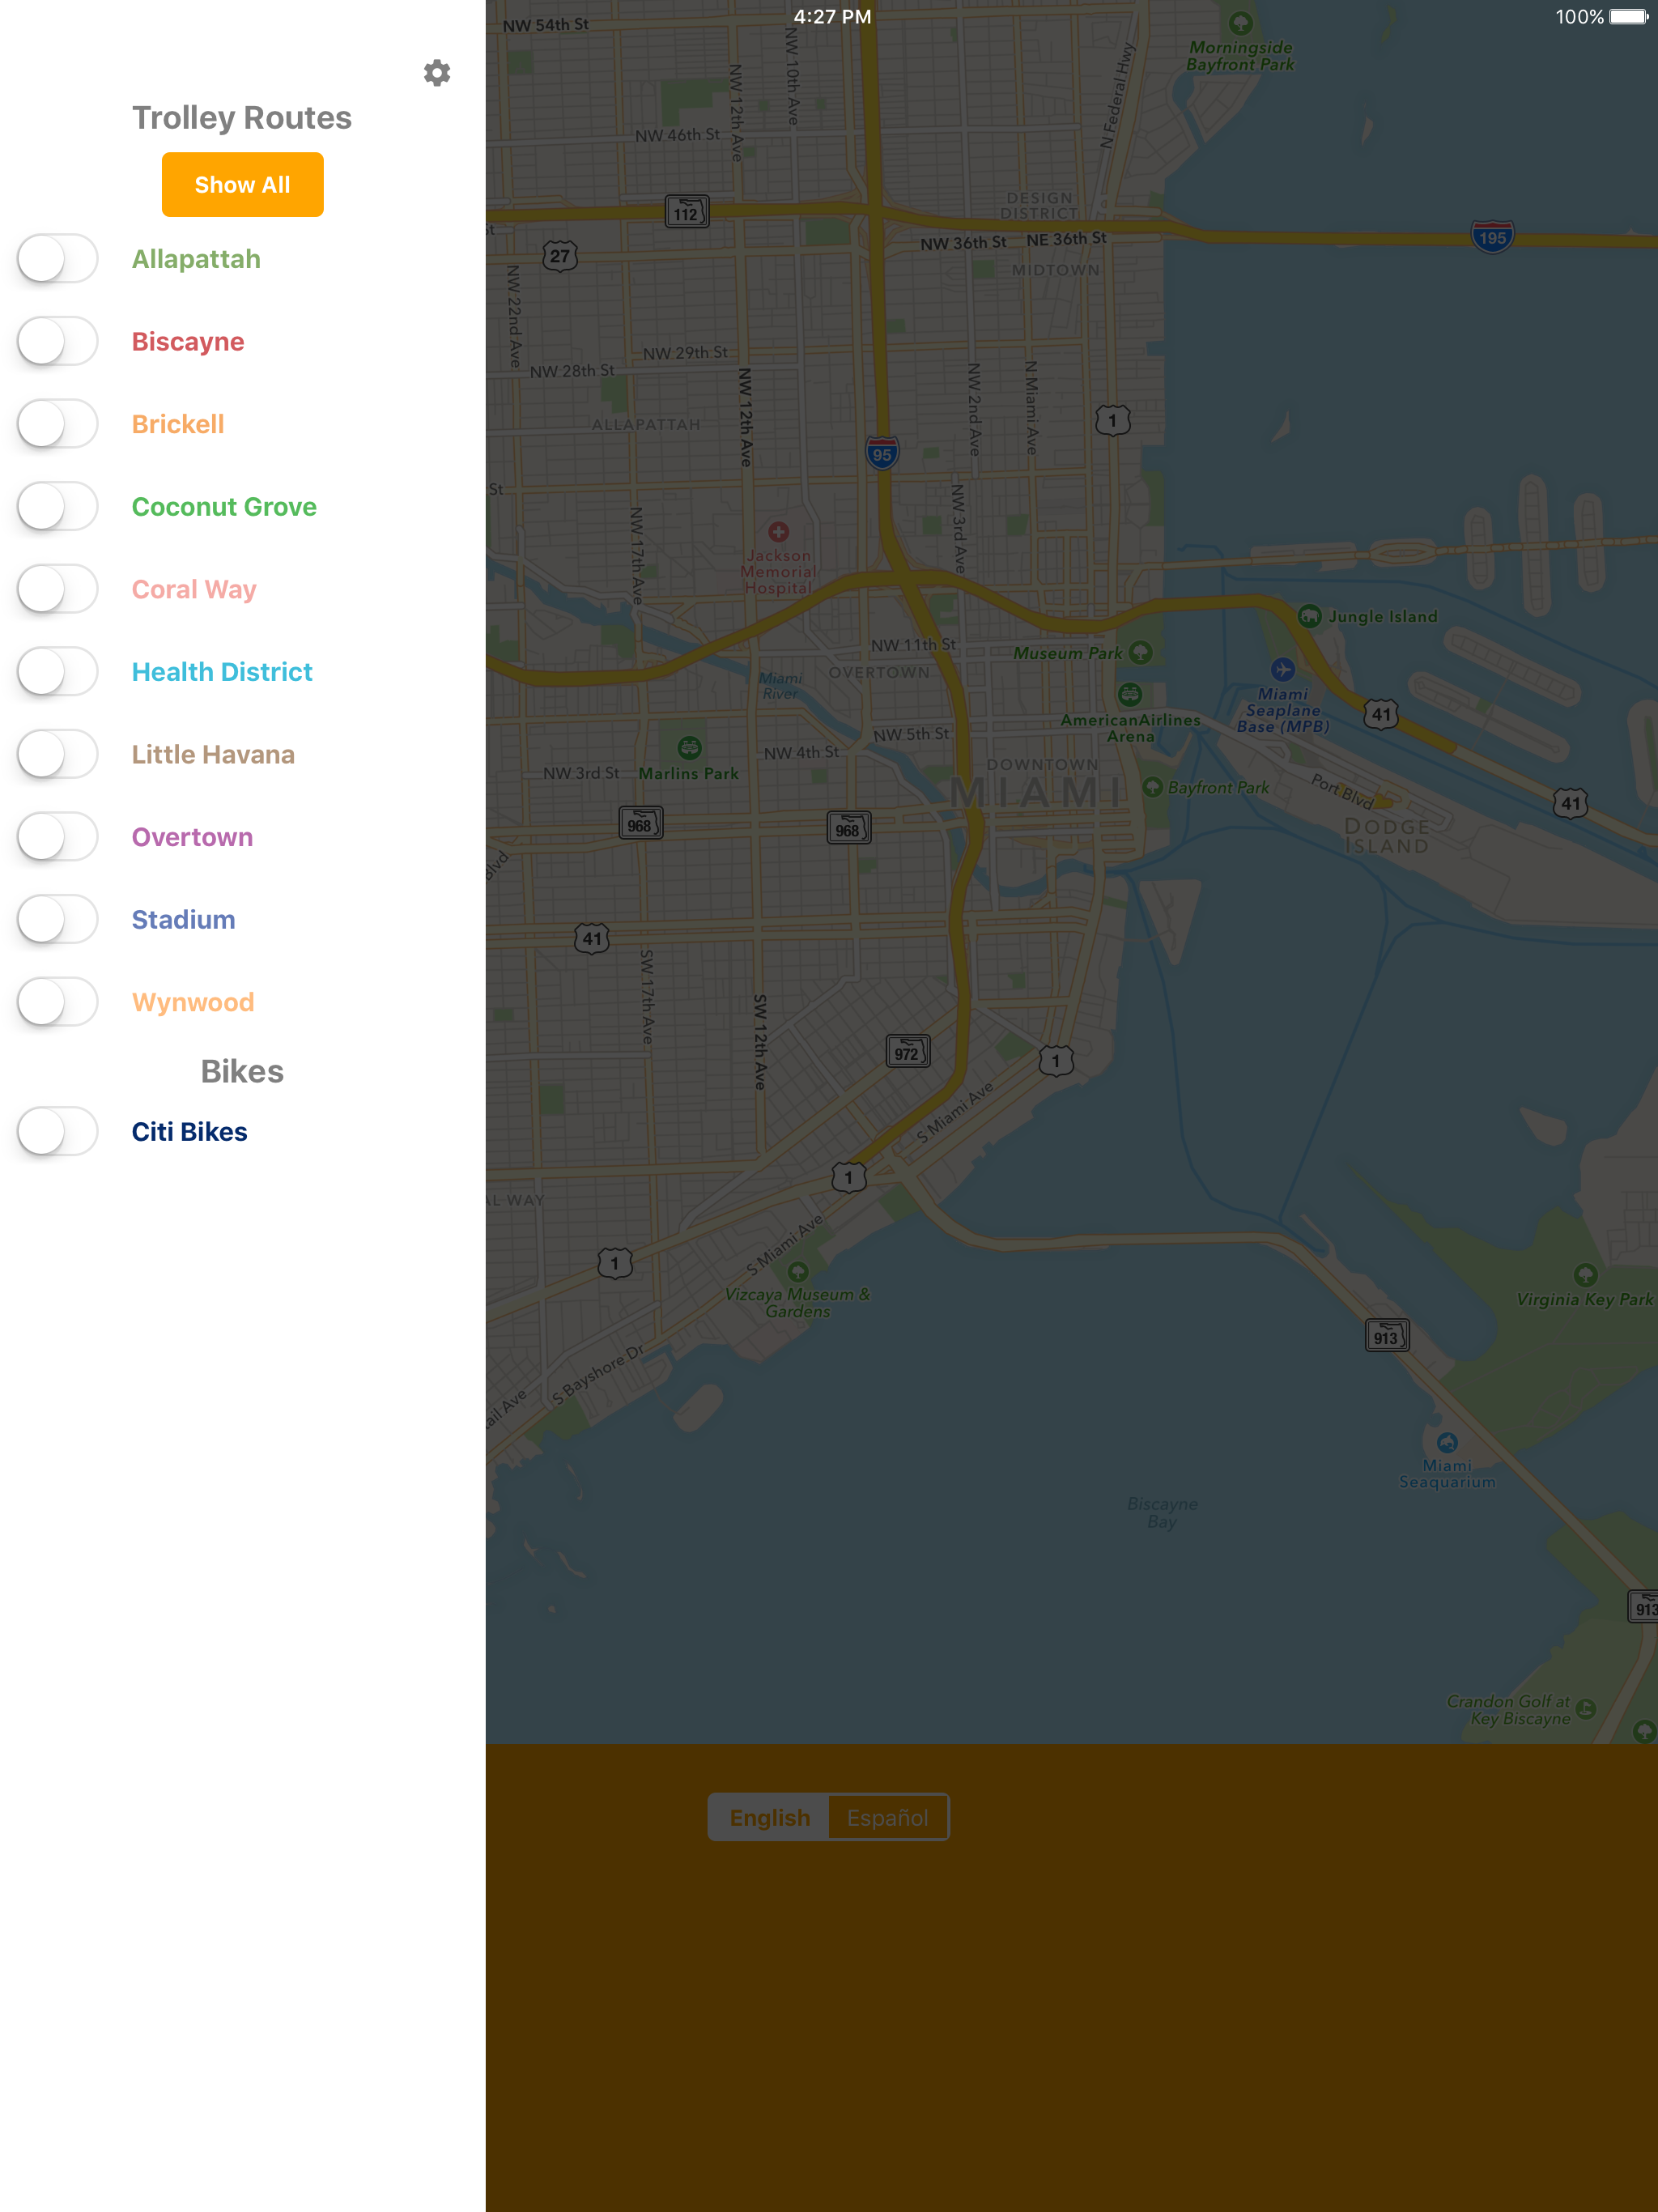 4:27 PM
100%
Trolley Routes
Show All
Allapattah
Biscayne
Brickell
Coconut Grove
Coral Way
Health District
Little Havana
Overtown
Stadium
Wynwood
Bikes
Citi Bikes
NW 54th St
NW 10th Ave
NW 12th Ave
N Federal Hwy
Morningside
Bayfront Park
NW 46th St
112
DESIGN
DISTRICT
195
27
NW 36th St
NE 36th St
MIDTOWN
NW 22nd Ave
NW 29th St
NW 28th St
NW 12th Ave
NW 2nd Ave
N Miami Ave
1
ALLAPATTAH
95
St
NW 17th Ave
NW 3rd Ave
Jackson
Memorial
Hospital
Jungle Island
NW 11th St
Museum Park
OVERTOWN
Miami
River
Miami
Seaplane
Base (MPB)
41
AmericanAirlines
Arena
NW 5th St
NW 4th St
NW 3rd St
Marlins Park
DOWNTOWN
MIAMI
Bayfront Park
Port Blvd
41
968
968
DODGE
ISLAND
Blvd
41
SW 17th Ave
SW 12th Ave
972
1
S Miami Ave
1
AL WAY
S Miami Ave
1
Vizcaya Museum &
Gardens
Virginia Key Park
913
S Bayshore Dr
ail Ave
Miami
Seaquarium
Biscayne
Bay
913
Crandon Golf at
Key Biscayne
English
Español